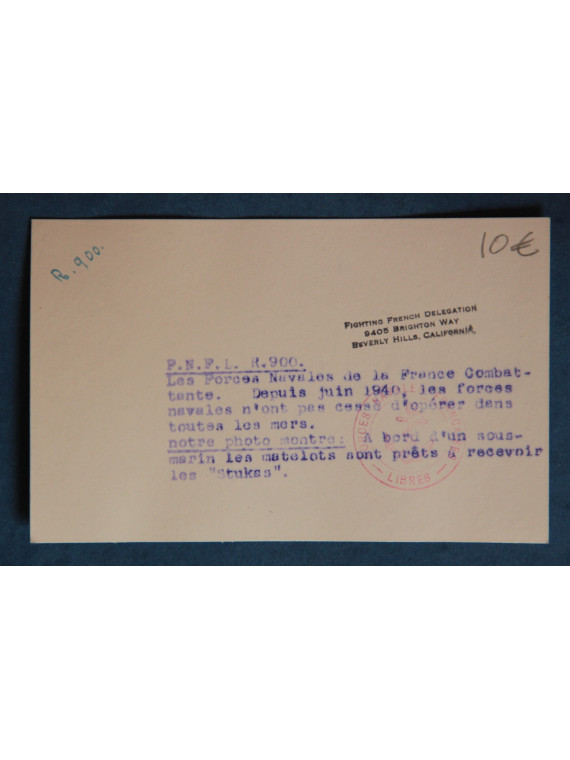 R.900.
10€
FIGHTING FRENCH DELEGATION
9405 BRIGHTON WAY
BEVERLY HILLS, CALIFORNIA
F.N.F.L. R.900.
Les Forces Navales de la France Combat-
tante. Depuis juin 1940, les forces
navales n'ont pas cessé d'opérer dans
toutes les mers.
notre photo montre: A bord d'un sous-
marin les matelots sont prêts à recevoir
les "Stukas".
LIBRES